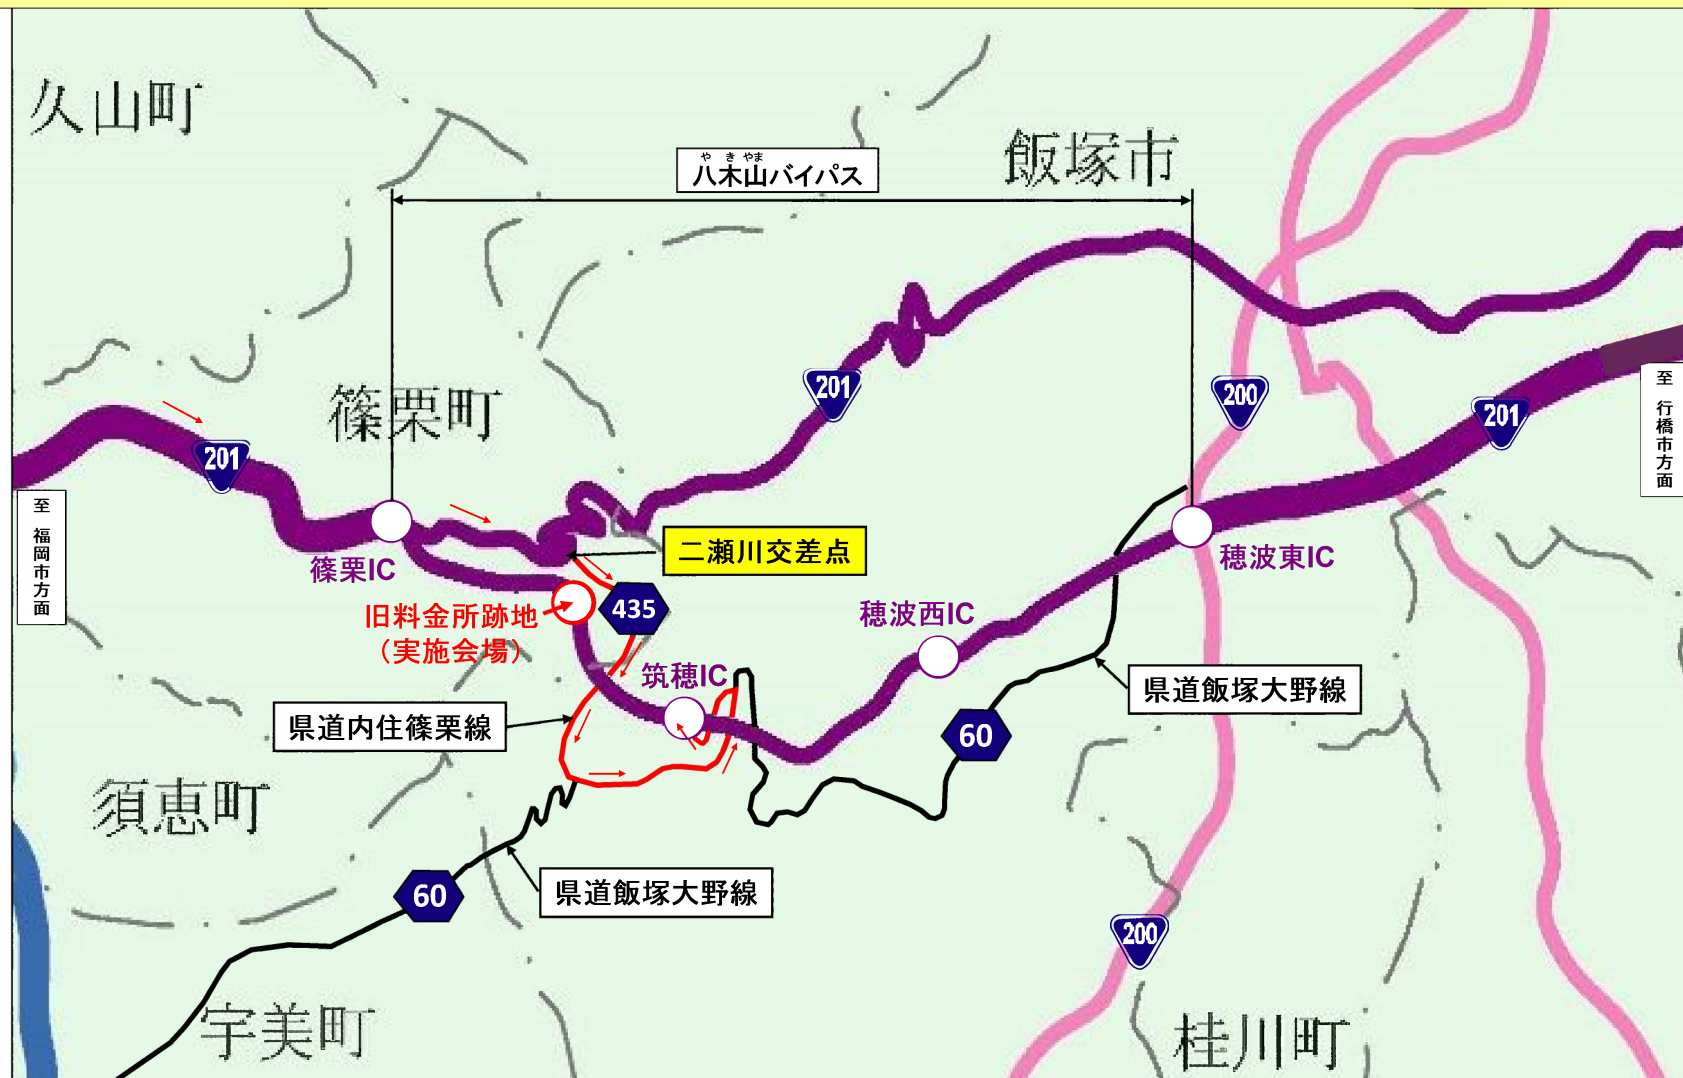 久山町
や き やま
八木山バイパス
飯塚市
篠栗町
201
200
201
201
至 行橋市方面
至 福岡市方面
篠栗IC
二瀬川交差点
穂波東IC
旧料金所跡地
（実施会場）
435
穂波西IC
筑穂IC
県道飯塚大野線
県道内住篠栗線
60
須恵町
60
県道飯塚大野線
200
宇美町
桂川町